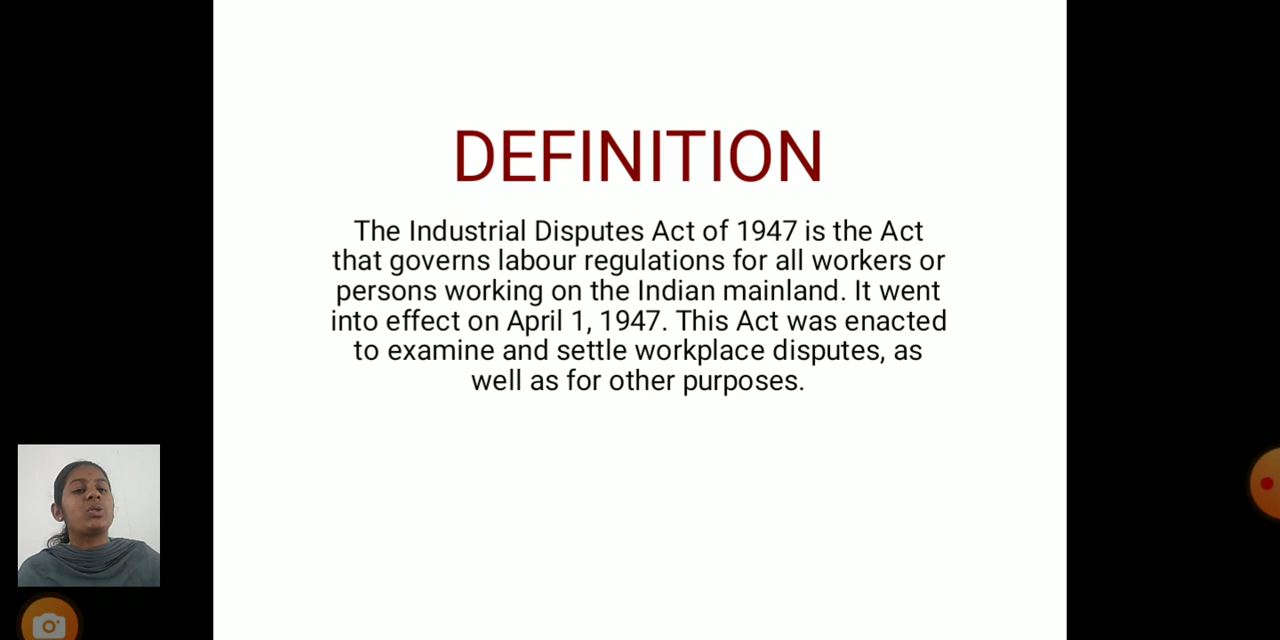 DEFINITION
The Industrial Disputes Act of 1947 is the Act
that governs labour regulations for all workers or
persons working on the Indian mainland. It went
into effect on April 1, 1947. This Act was enacted
to examine and settle workplace disputes, as
well as for other purposes.